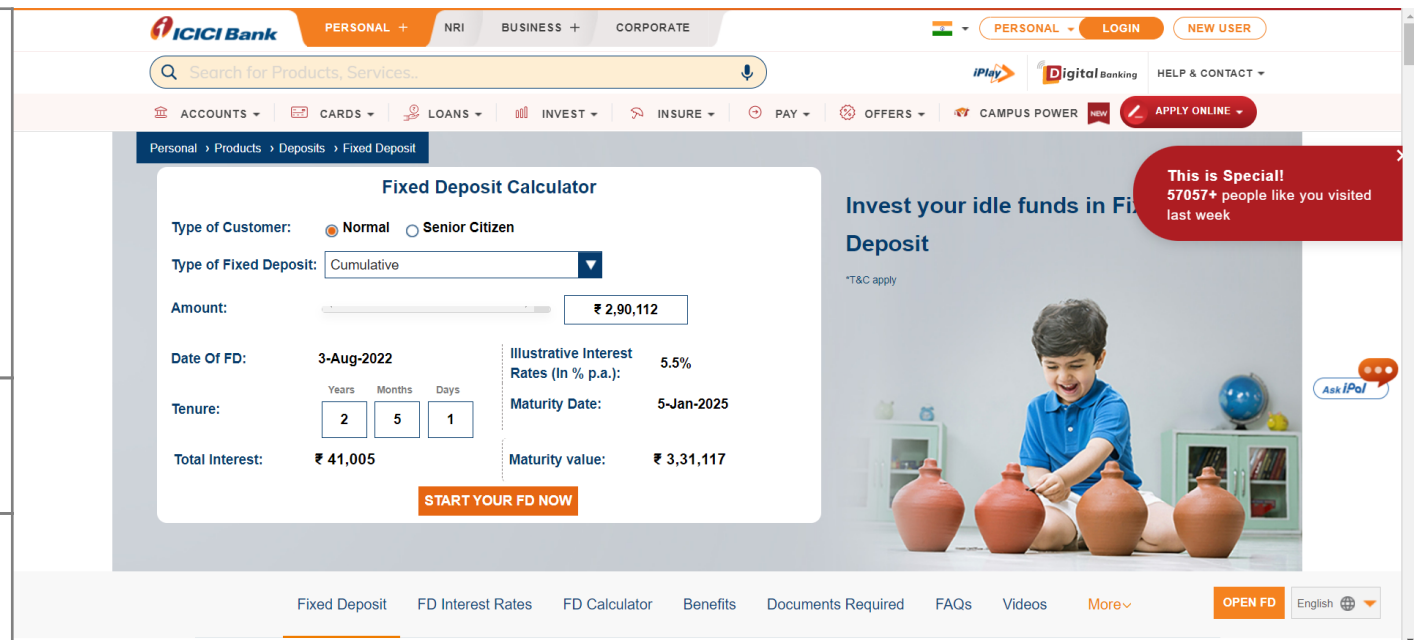 ICICI Bank
PERSONAL +
NRI
BUSINESS +
CORPORATE
PERSONAL
LOGIN
NEW USER
Search for Products, Services..
iPlay
Digital Banking
HELP & CONTACT
ACCOUNTS
CARDS
LOANS
INVEST
INSURE
PAY
OFFERS
CAMPUS POWER
NEW
APPLY ONLINE
Personal › Products › Deposits › Fixed Deposit
Fixed Deposit Calculator
Type of Customer:
Normal
Senior Citizen
Type of Fixed Deposit:
Cumulative
Amount:
₹ 2,90,112
Date Of FD:
3-Aug-2022
Illustrative Interest
Rates (In % p.a.):
5.5%
Years
Months
Days
Tenure:
2
5
1
Maturity Date:
5-Jan-2025
Total Interest:
₹ 41,005
Maturity value:
₹ 3,31,117
START YOUR FD NOW
Invest your idle funds in Fi
Deposit
*T&C apply
This is Special!
57057+ people like you visited
last week
Ask iPal
Fixed Deposit
FD Interest Rates
FD Calculator
Benefits
Documents Required
FAQs
Videos
More
OPEN FD
English